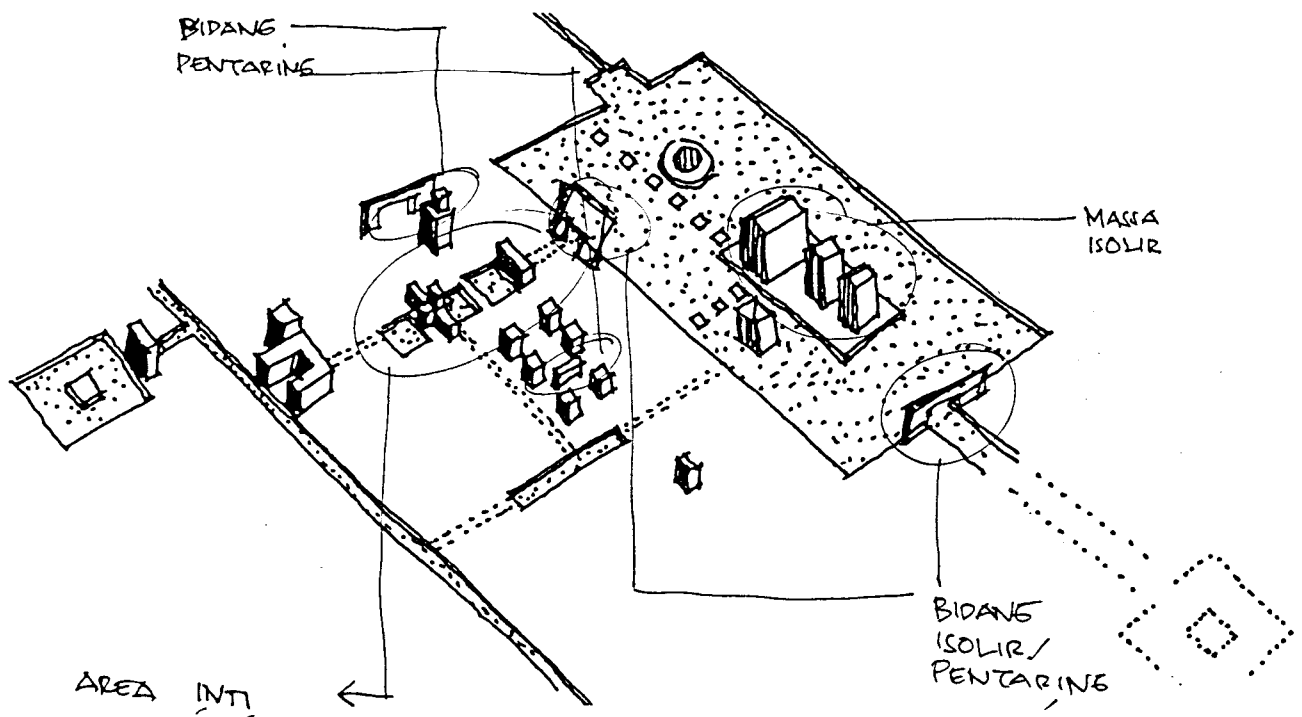 BIDANG
PENTARING
MASSA
ISOLIR
BIDANG
ISOLIR/
PENTARING
AREA INTI